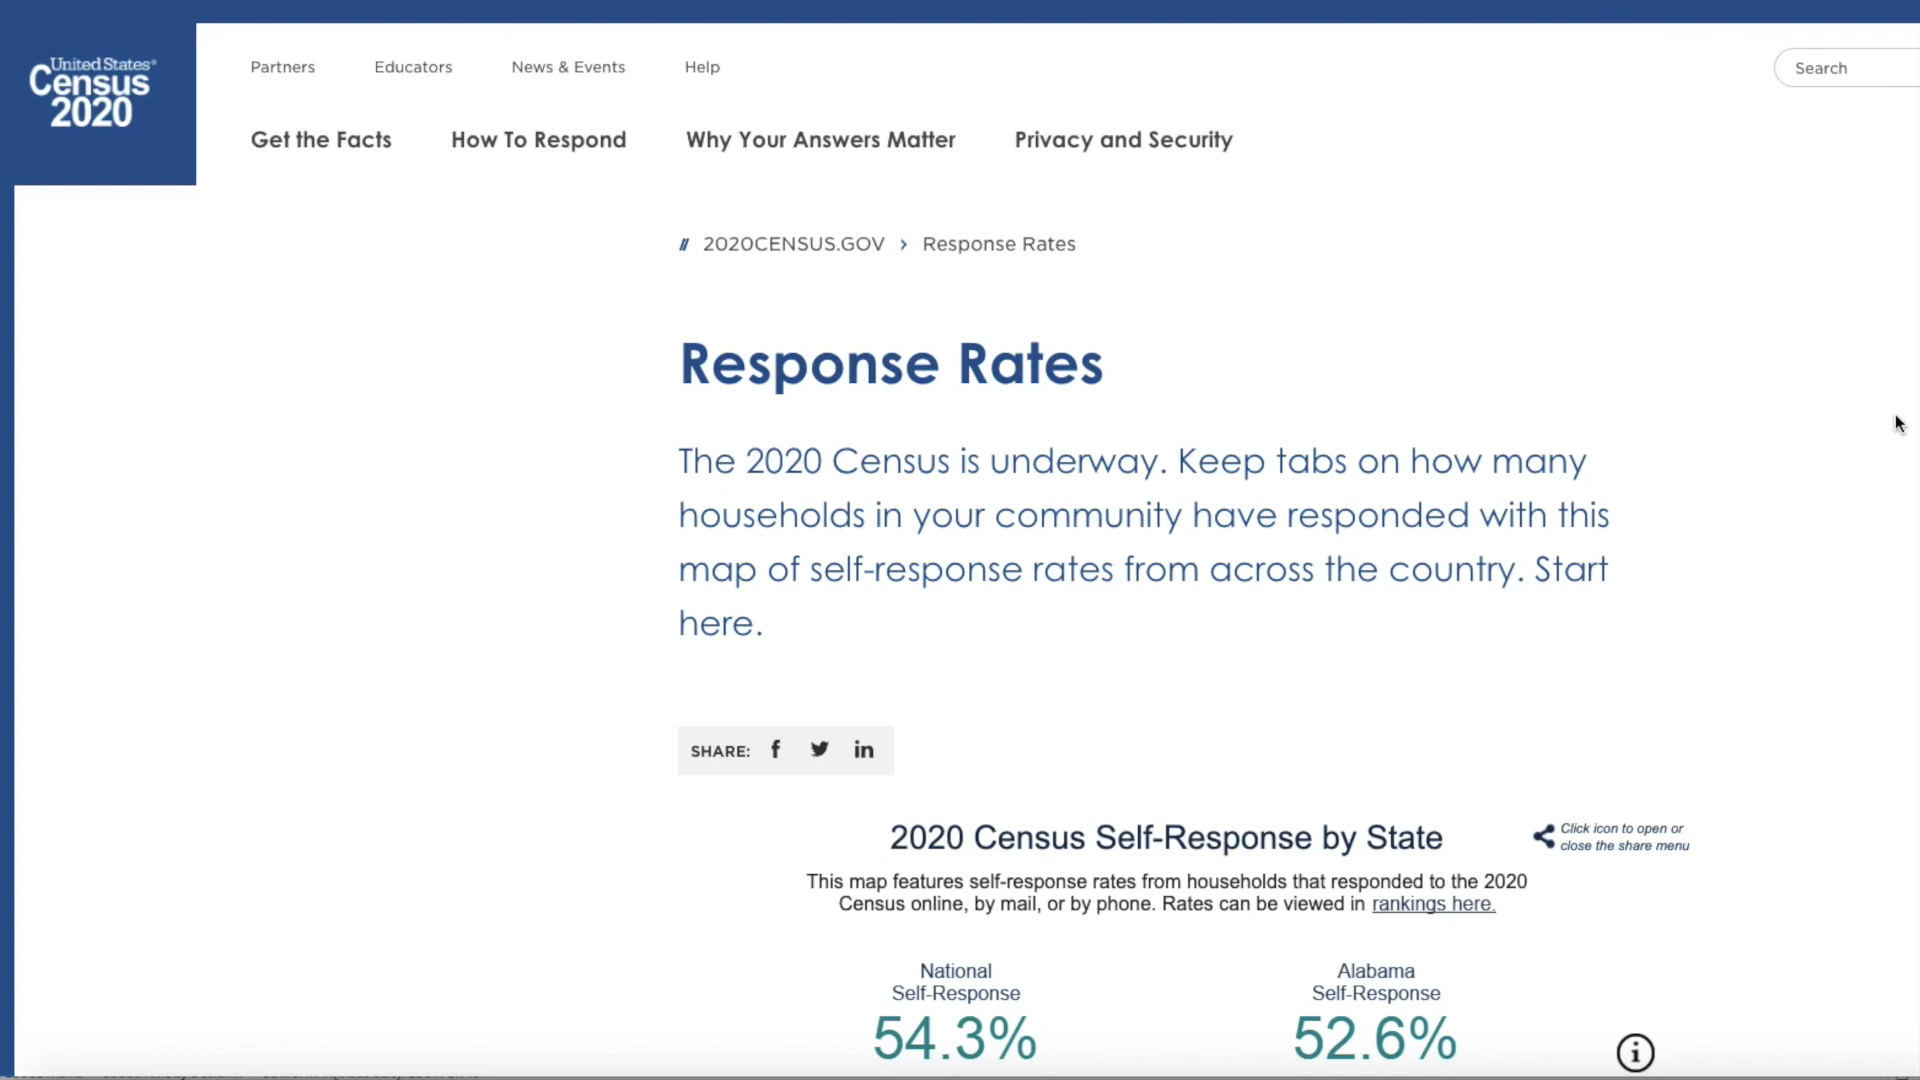 United States®
Census
2020
Partners Educators News & Events Help
Search
Get the Facts How To Respond Why Your Answers Matter Privacy and Security
// 2020CENSUS.GOV › Response Rates
Response Rates
The 2020 Census is underway. Keep tabs on how many
households in your community have responded with this
map of self-response rates from across the country. Start
here.
SHARE: f in
2020 Census Self-Response by State
Click icon to open or
close the share menu
This map features self-response rates from households that responded to the 2020
Census online, by mail, or by phone. Rates can be viewed in rankings here.
National
Self-Response
54.3%
Alabama
Self-Response
52.6%
i